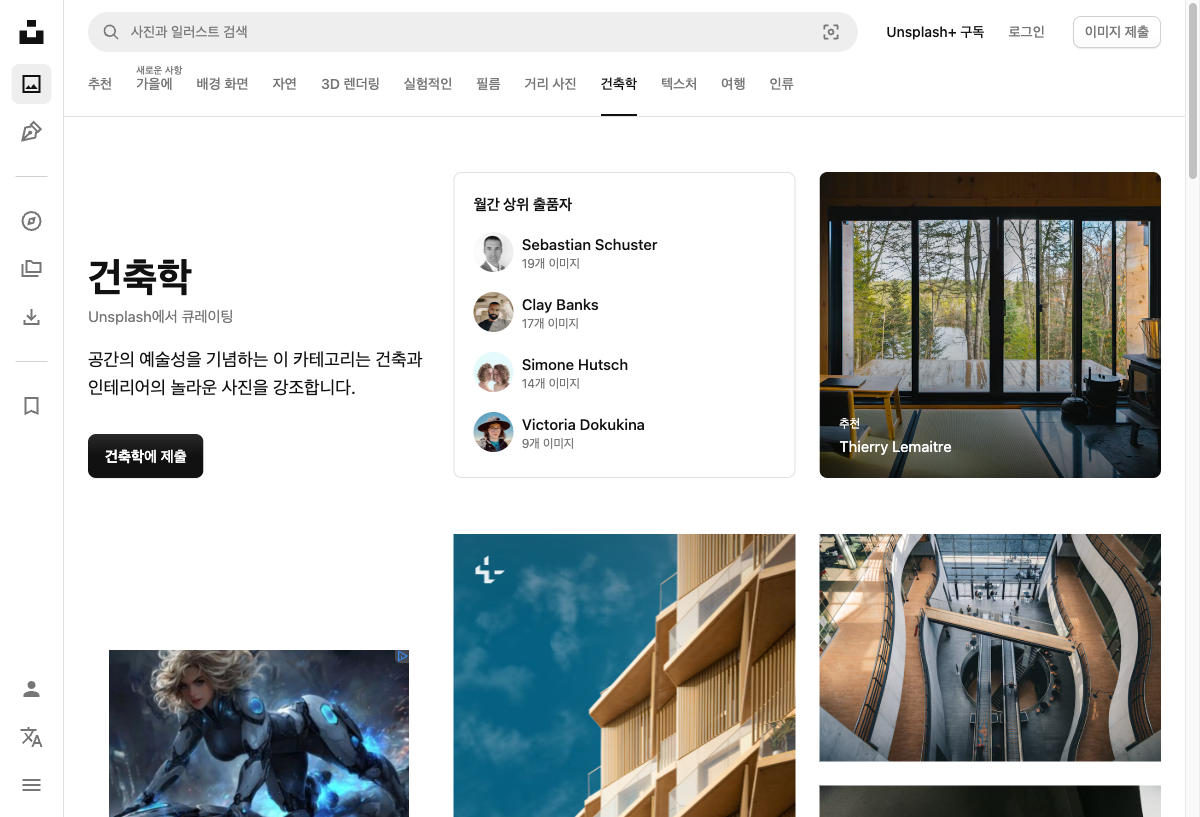 사진과 일러스트 검색
Unsplash+ 구독
로그인
이미지 제출
추천
새로운 사항
가을에
배경 화면
자연
3D 렌더링
실험적인
필름
거리 사진
건축학
텍스처
여행
인류
건축학
Unsplash에서 큐레이팅
공간의 예술성을 기념하는 이 카테고리는 건축과
인테리어의 놀라운 사진을 강조합니다.
건축학에 제출
월간 상위 출품자
Sebastian Schuster
19개 이미지
Clay Banks
17개 이미지
Simone Hutsch
14개 이미지
Victoria Dokukina
9개 이미지
추천
Thierry Lemaitre